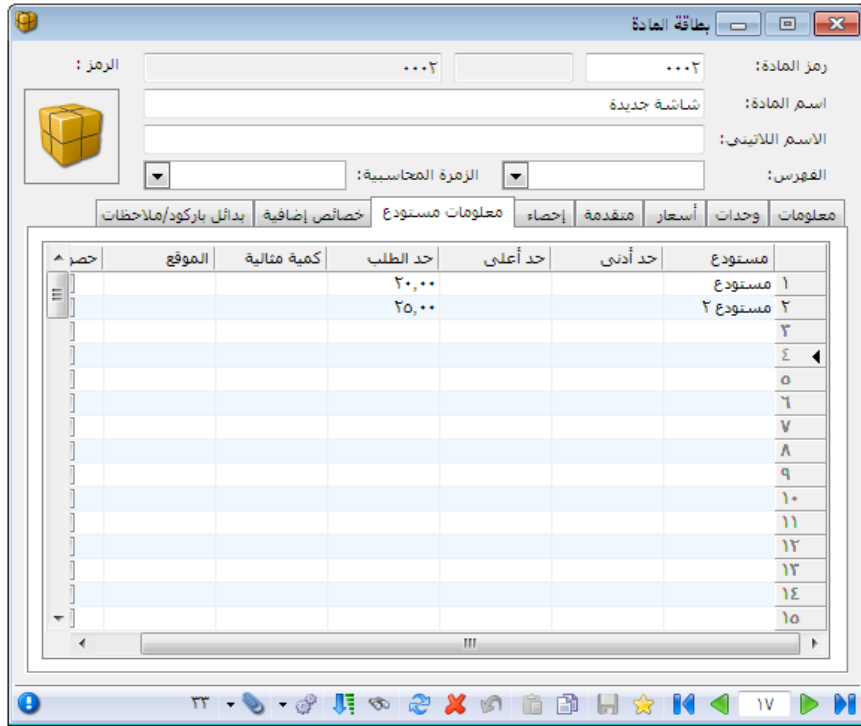 بطاقة المادة
رمز المادة: ٠٠٠٢ ٠٠٠٢ الرمز :
اسم المادة: شاشة جديدة
الاسم اللاتيني:
الفهرس: الزمرة المحاسبية:
معلومات وحدات أسعار متقدمة إحصاء معلومات مستودع خصائص إضافية بدائل باركود/ملاحظات
مستودع حد أدنى حد أعلى حد الطلب كمية مثالية الموقع حصر
١ مستودع ٢٠,٠٠
٢ مستودع ٢ ٢٥,٠٠
٣
٤
٥
٦
٧
٨
٩
١٠
١١
١٢
١٣
١٤
١٥
١٧ ٣٣